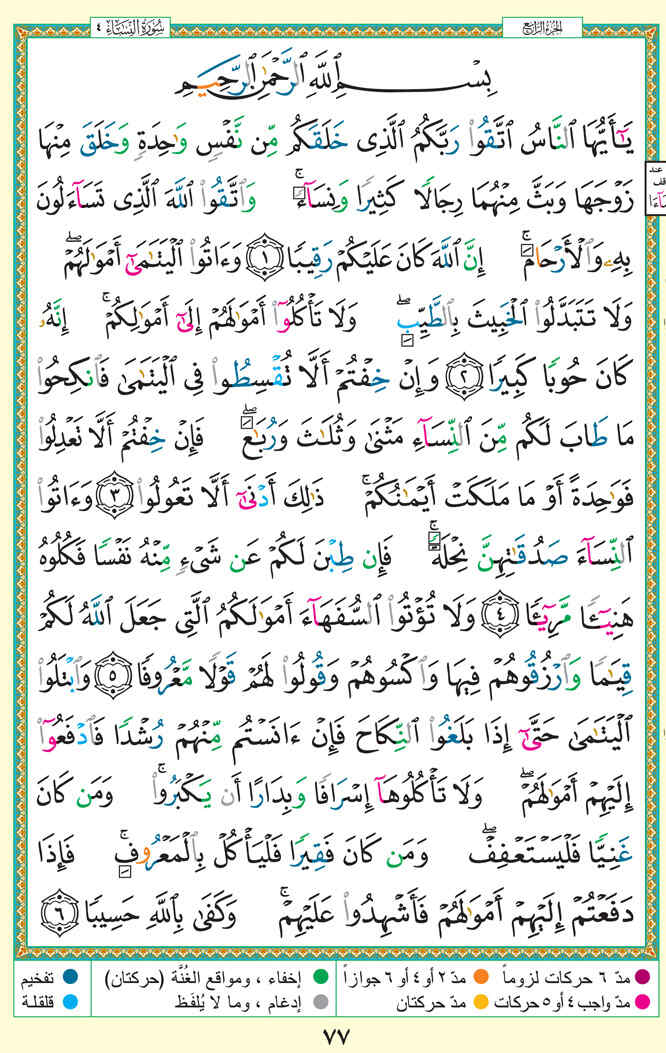 الجزء الرابع
سورة النساء ٤
بِسْمِ ٱللَّهِ ٱلرَّحْمَٰنِ ٱلرَّحِيمِ
يَٰٓأَيُّهَا ٱلنَّاسُ ٱتَّقُوا۟ رَبَّكُمُ ٱلَّذِى خَلَقَكُم مِّن نَّفْسٍ وَٰحِدَةٍ وَخَلَقَ مِنْهَا
زَوْجَهَا وَبَثَّ مِنْهُمَا رِجَالًا كَثِيرًا وَنِسَآءً ۚ وَٱتَّقُوا۟ ٱللَّهَ ٱلَّذِى تَسَآءَلُونَ
بِهِۦ وَٱلْأَرْحَامَ ۚ إِنَّ ٱللَّهَ كَانَ عَلَيْكُمْ رَقِيبًا ١ وَءَاتُوا۟ ٱلْيَتَٰمَىٰٓ أَمْوَٰلَهُمْ ۖ
وَلَا تَتَبَدَّلُوا۟ ٱلْخَبِيثَ بِٱلطَّيِّبِ ۖ وَلَا تَأْكُلُوٓا۟ أَمْوَٰلَهُمْ إِلَىٰٓ أَمْوَٰلِكُمْ ۚ إِنَّهُۥ
كَانَ حُوبًا كَبِيرًا ٢ وَإِنْ خِفْتُمْ أَلَّا تُقْسِطُوا۟ فِى ٱلْيَتَٰمَىٰ فَٱنكِحُوا۟
مَا طَابَ لَكُم مِّنَ ٱلنِّسَآءِ مَثْنَىٰ وَثُلَٰثَ وَرُبَٰعَ ۖ فَإِنْ خِفْتُمْ أَلَّا تَعْدِلُوا۟
فَوَٰحِدَةً أَوْ مَا مَلَكَتْ أَيْمَٰنُكُمْ ۚ ذَٰلِكَ أَدْنَىٰٓ أَلَّا تَعُولُوا۟ ٣ وَءَاتُوا۟
ٱلنِّسَآءَ صَدُقَٰتِهِنَّ نِحْلَةً ۚ فَإِن طِبْنَ لَكُمْ عَن شَىْءٍ مِّنْهُ نَفْسًا فَكُلُوهُ
هَنِيٓـًٔا مَّرِيٓـًٔا ٤ وَلَا تُؤْتُوا۟ ٱلسُّفَهَآءَ أَمْوَٰلَكُمُ ٱلَّتِى جَعَلَ ٱللَّهُ لَكُمْ
قِيَٰمًا وَٱرْزُقُوهُمْ فِيهَا وَٱكْسُوهُمْ وَقُولُوا۟ لَهُمْ قَوْلًا مَّعْرُوفًا ٥ وَٱبْتَلُوا۟
ٱلْيَتَٰمَىٰ حَتَّىٰٓ إِذَا بَلَغُوا۟ ٱلنِّكَاحَ فَإِنْ ءَانَسْتُم مِّنْهُمْ رُشْدًا فَٱدْفَعُوٓا۟
إِلَيْهِمْ أَمْوَٰلَهُمْ ۖ وَلَا تَأْكُلُوهَآ إِسْرَافًا وَبِدَارًا أَن يَكْبَرُوا۟ ۚ وَمَن كَانَ
غَنِيًّا فَلْيَسْتَعْفِفْ ۖ وَمَن كَانَ فَقِيرًا فَلْيَأْكُلْ بِٱلْمَعْرُوفِ ۚ فَإِذَا
دَفَعْتُمْ إِلَيْهِمْ أَمْوَٰلَهُمْ فَأَشْهِدُوا۟ عَلَيْهِمْ ۚ وَكَفَىٰ بِٱللَّهِ حَسِيبًا ٦
مدّ ٦ حركات لزوماً مدّ ٢ أو ٤ أو ٦ جوازاً إخفاء ، ومواقع الغُنَّة (حركتان) تفخيم
مدّ واجب ٤ أو ٥ حركات مدّ حركتان إدغام ، وما لا يُلفَظ قلقلة
٧٧